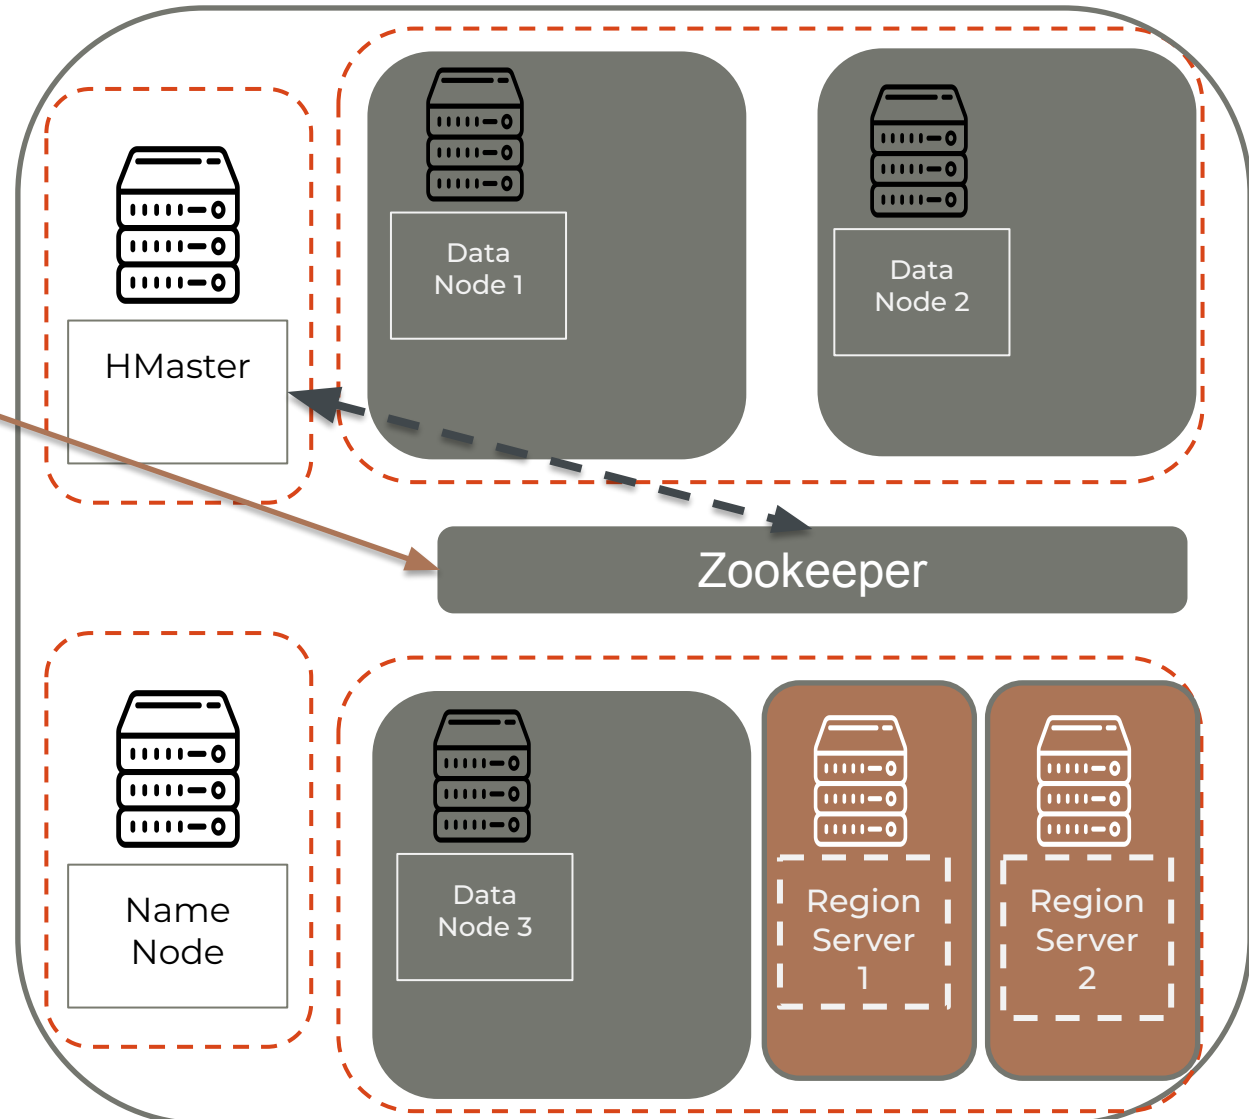 Data
Node 1
Data
Node 2
HMaster
Zookeeper
Name
Node
Data
Node 3
Region
Server
1
Region
Server
2